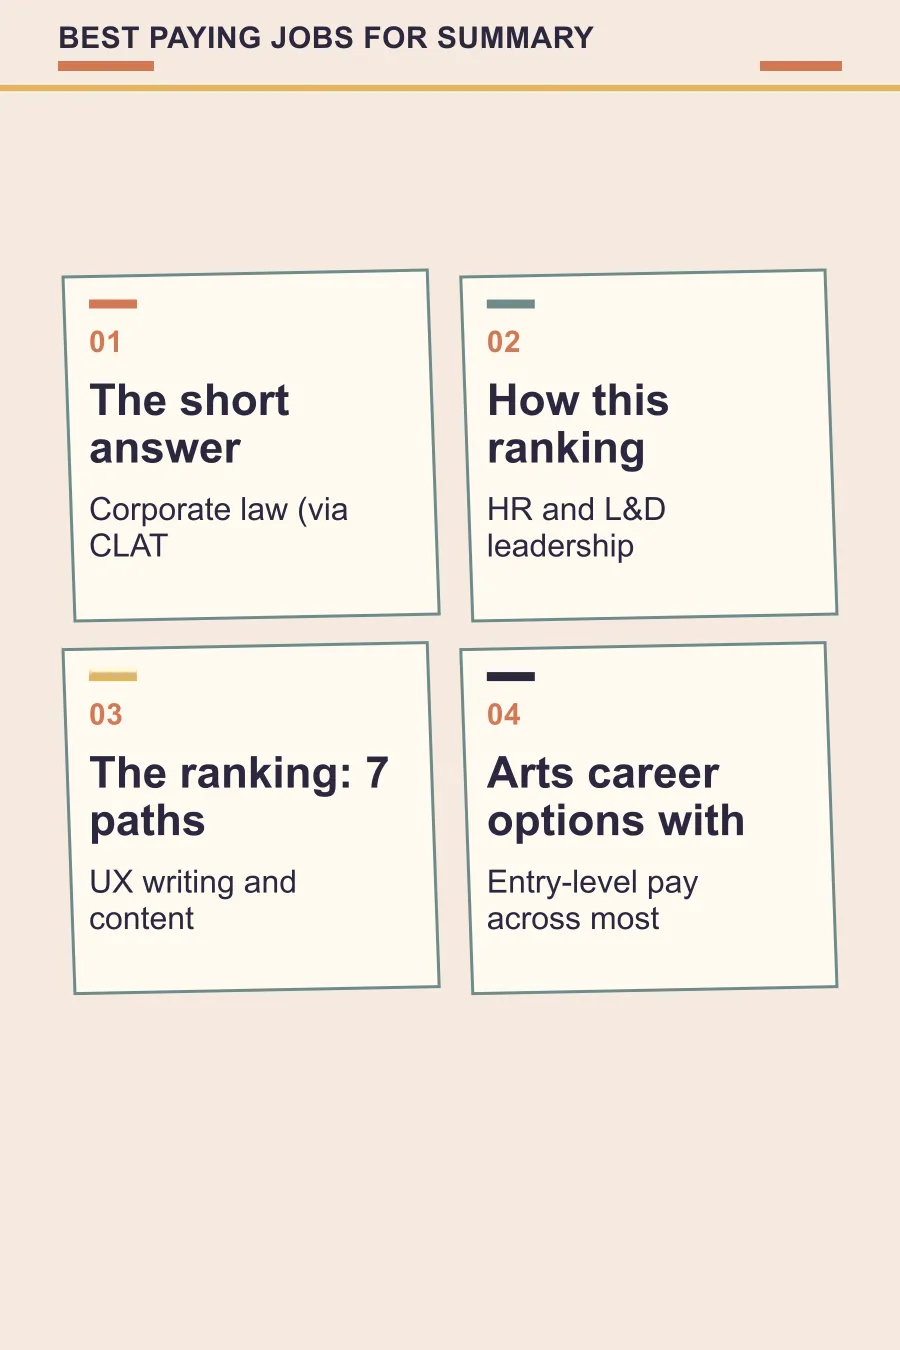 BEST PAYING JOBS FOR SUMMARY
01
The short
answer
Corporate law (via
CLAT
02
How this
ranking
HR and L&D
leadership
03
The ranking: 7
paths
UX writing and
content
04
Arts career
options with
Entry-level pay
across most